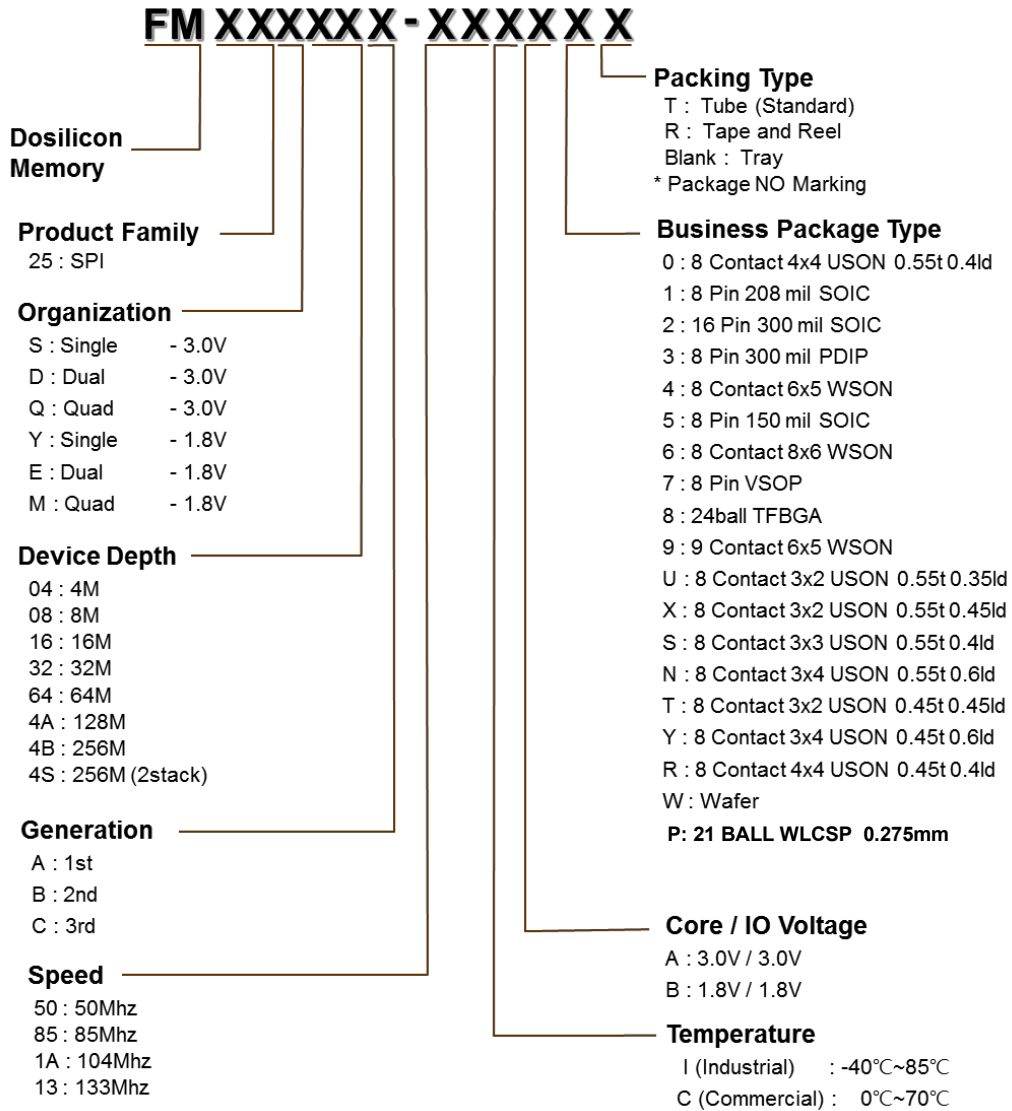 FM XXXXXX - XXXXX X
Dosilicon
Memory
Product Family
25 : SPI
Organization
S : Single - 3.0V
D : Dual - 3.0V
Q : Quad - 3.0V
Y : Single - 1.8V
E : Dual - 1.8V
M : Quad - 1.8V
Device Depth
04 : 4M
08 : 8M
16 : 16M
32 : 32M
64 : 64M
4A : 128M
4B : 256M
4S : 256M (2stack)
Generation
A : 1st
B : 2nd
C : 3rd
Speed
50 : 50Mhz
85 : 85Mhz
1A : 104Mhz
13 : 133Mhz
Packing Type
T : Tube (Standard)
R : Tape and Reel
Blank : Tray
* Package NO Marking
Business Package Type
0 : 8 Contact 4x4 USON 0.55t 0.4ld
1 : 8 Pin 208 mil SOIC
2 : 16 Pin 300 mil SOIC
3 : 8 Pin 300 mil PDIP
4 : 8 Contact 6x5 WSON
5 : 8 Pin 150 mil SOIC
6 : 8 Contact 8x6 WSON
7 : 8 Pin VSOP
8 : 24ball TFBGA
9 : 9 Contact 6x5 WSON
U : 8 Contact 3x2 USON 0.55t 0.35ld
X : 8 Contact 3x2 USON 0.55t 0.45ld
S : 8 Contact 3x3 USON 0.55t 0.4ld
N : 8 Contact 3x4 USON 0.55t 0.6ld
T : 8 Contact 3x2 USON 0.45t 0.45ld
Y : 8 Contact 3x4 USON 0.45t 0.6ld
R : 8 Contact 4x4 USON 0.45t 0.4ld
W : Wafer
P: 21 BALL WLCSP 0.275mm
Core / IO Voltage
A : 3.0V / 3.0V
B : 1.8V / 1.8V
Temperature
I (Industrial) : -40℃~85℃
C (Commercial) : 0℃~70℃